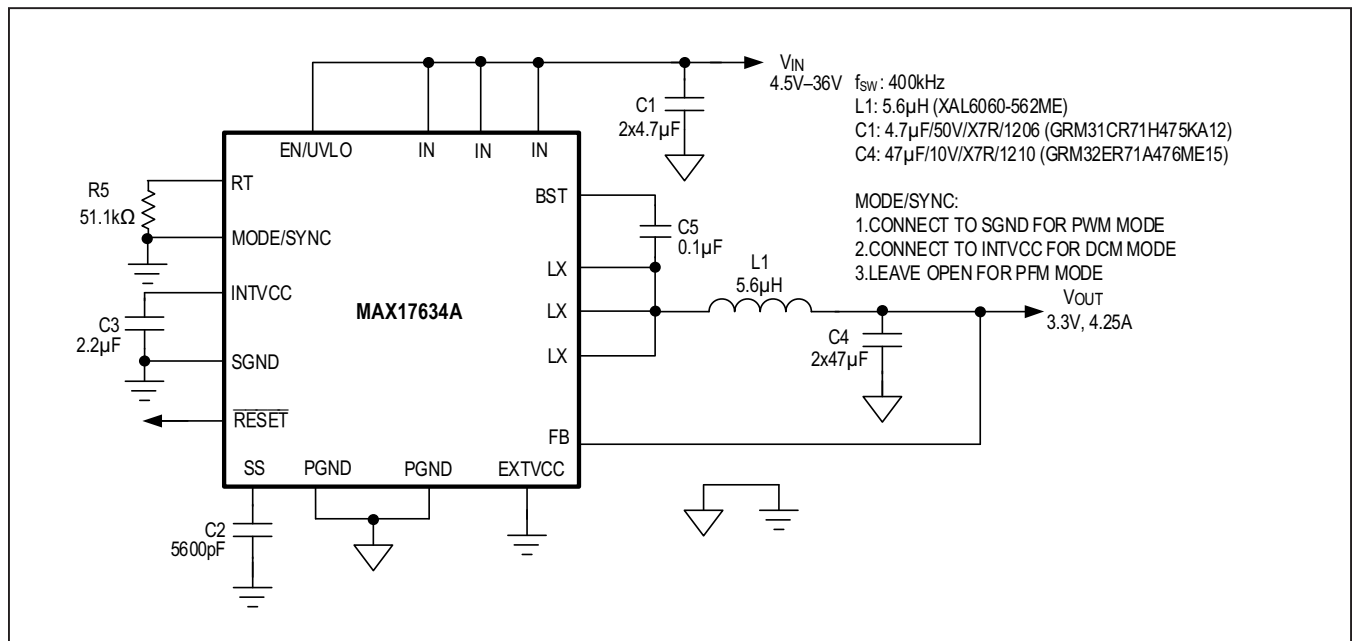 VIN
4.5V–36V
fSW: 400kHz
L1: 5.6µH (XAL6060-562ME)
C1: 4.7µF/50V/X7R/1206 (GRM31CR71H475KA12)
C4: 47µF/10V/X7R/1210 (GRM32ER71A476ME15)
C1
2x4.7µF
EN/UVLO
IN
IN
IN
RT
R5
51.1kΩ
MODE/SYNC
INTVCC
C3
2.2µF
SGND
RESET
MAX17634A
BST
C5
0.1µF
LX
LX
LX
L1
5.6µH
MODE/SYNC:
1.CONNECT TO SGND FOR PWM MODE
2.CONNECT TO INTVCC FOR DCM MODE
3.LEAVE OPEN FOR PFM MODE
VOUT
3.3V, 4.25A
C4
2x47µF
FB
SS
PGND
PGND
EXTVCC
C2
5600pF